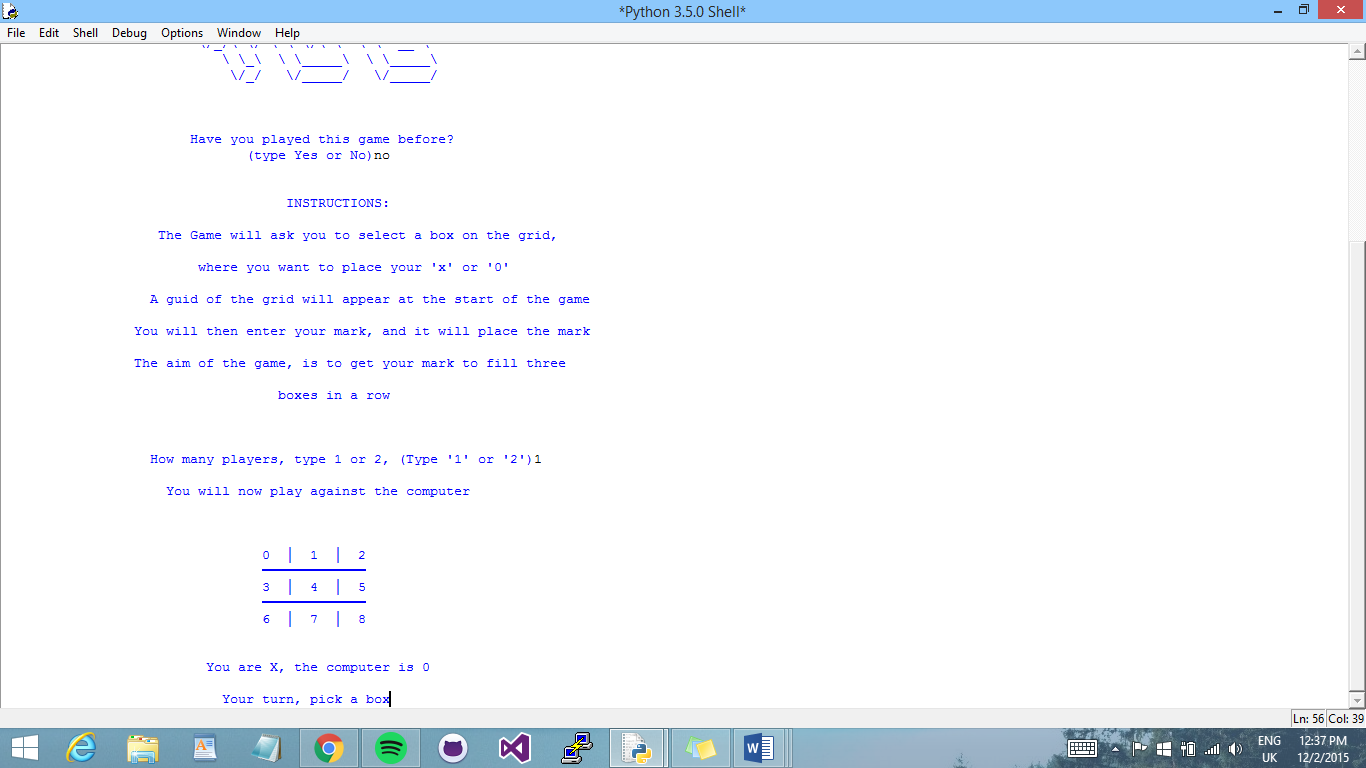 *Python 3.5.0 Shell*
File Edit Shell Debug Options Window Help
Have you played this game before?
(type Yes or No)no
INSTRUCTIONS:
The Game will ask you to select a box on the grid,
where you want to place your 'x' or '0'
A guid of the grid will appear at the start of the game
You will then enter your mark, and it will place the mark
The aim of the game, is to get your mark to fill three
boxes in a row
How many players, type 1 or 2, (Type '1' or '2')1
You will now play against the computer
0 | 1 | 2
3 | 4 | 5
6 | 7 | 8
You are X, the computer is 0
Your turn, pick a box
Ln: 56 Col: 39
ENG 12:37 PM
UK 12/2/2015